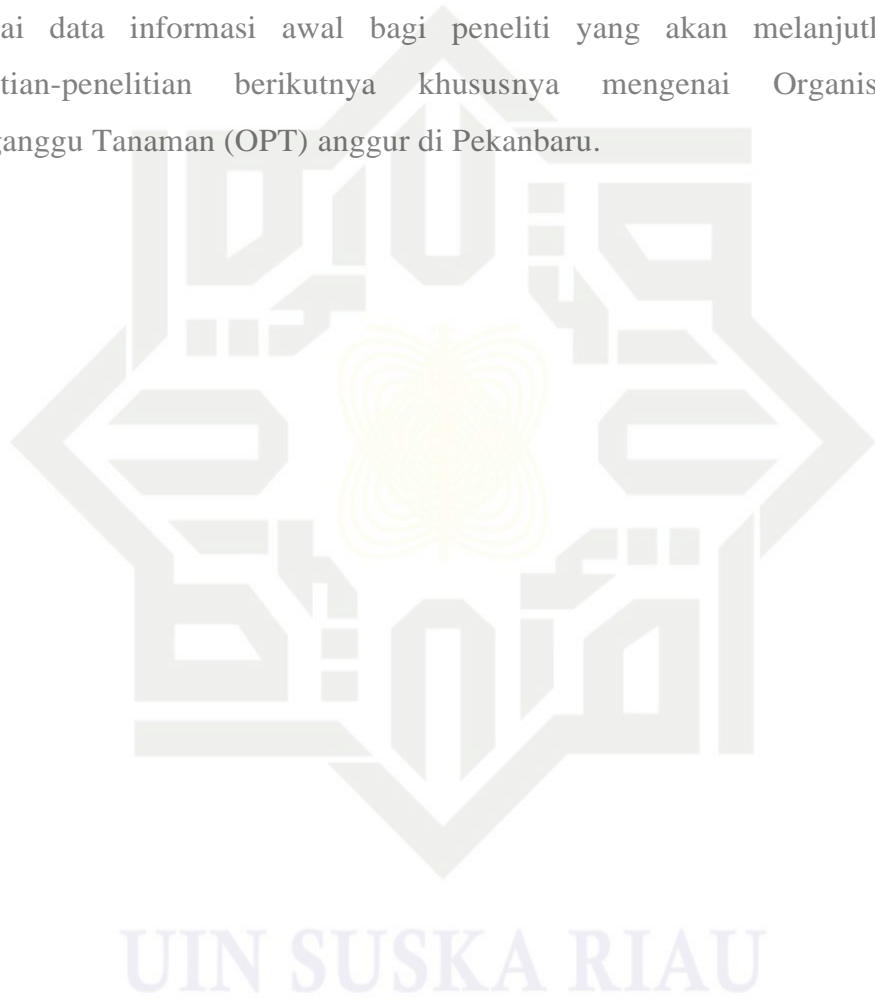 ai data informasi awal bagi peneliti yang akan melanjutl
tian-penelitian berikutnya khususnya mengenai Organis
ganggu Tanaman (OPT) anggur di Pekanbaru.
UIN SUSKA RIAU